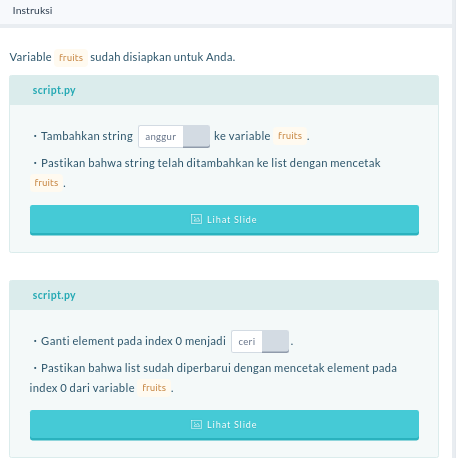 Instruksi
Variable fruits sudah disiapkan untuk Anda.
script.py
• Tambahkan string anggur ke variable fruits .
• Pastikan bahwa string telah ditambahkan ke list dengan mencetak
fruits .
Lihat Slide
script.py
• Ganti element pada index 0 menjadi ceri .
• Pastikan bahwa list sudah diperbarui dengan mencetak element pada
index 0 dari variable fruits .
Lihat Slide